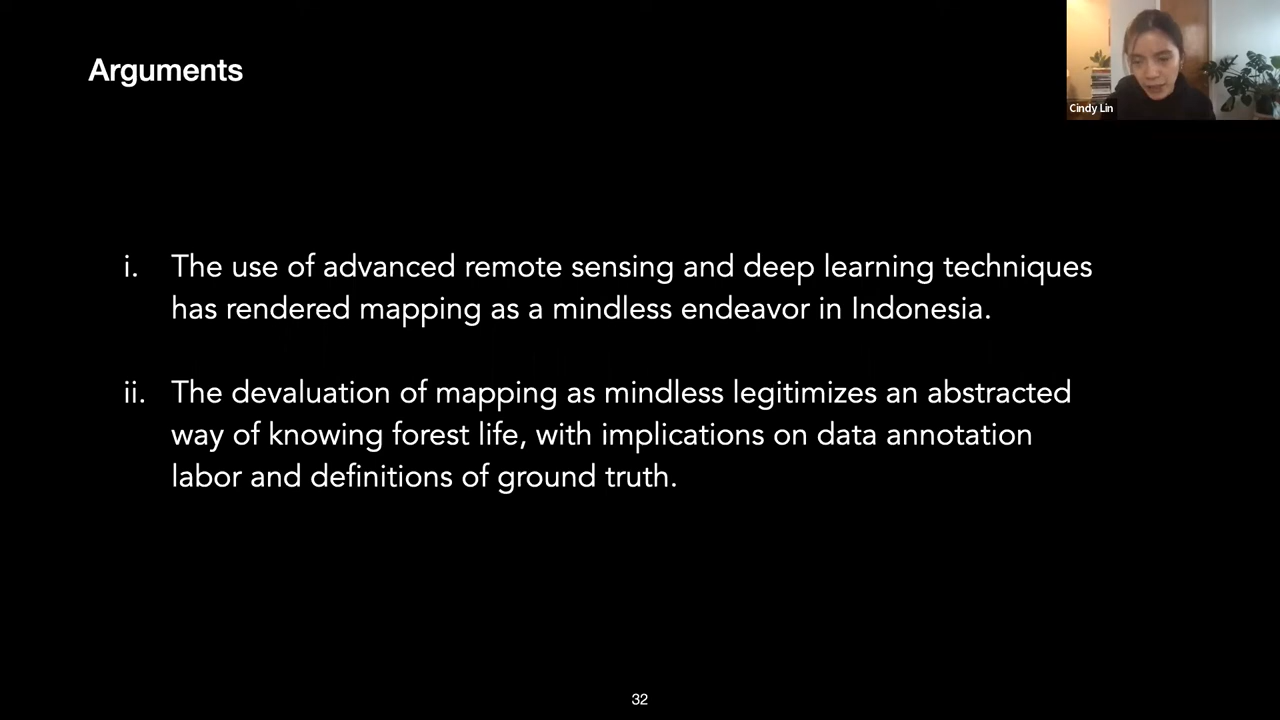 Arguments
Cindy Lin
i. The use of advanced remote sensing and deep learning techniques
has rendered mapping as a mindless endeavor in Indonesia.
ii. The devaluation of mapping as mindless legitimizes an abstracted
way of knowing forest life, with implications on data annotation
labor and definitions of ground truth.
32